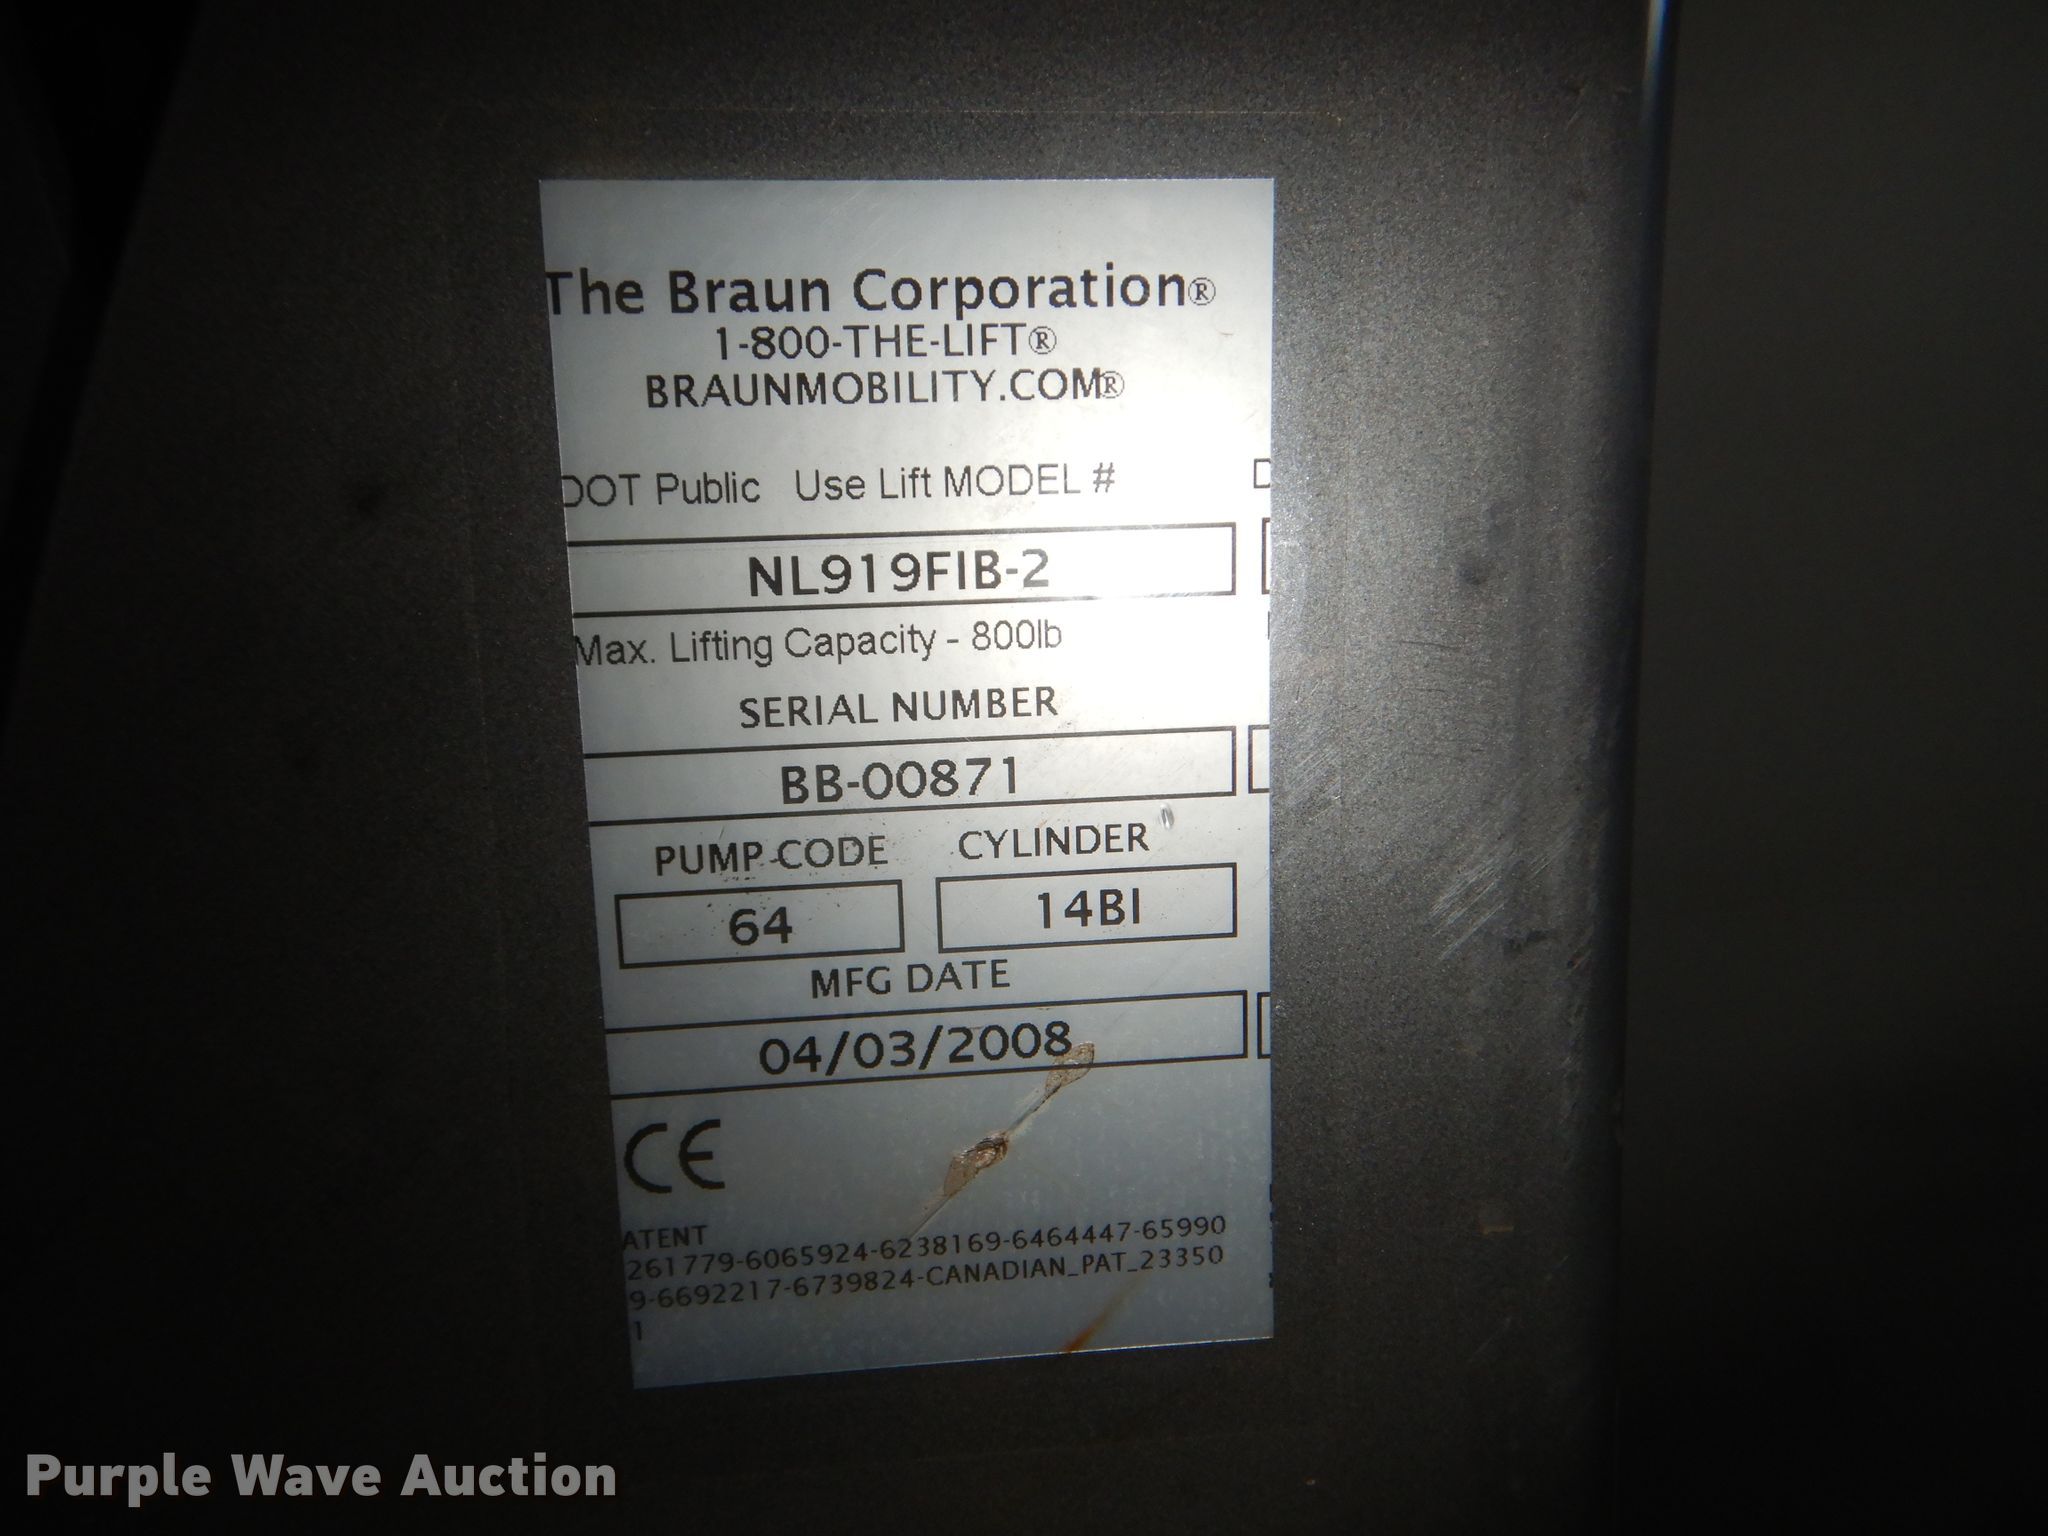 The Braun Corporation®
1-800-THE-LIFT®
BRAUNMOBILITY.COM®
DOT Public Use Lift MODEL # D
NL919FIB-2
Max. Lifting Capacity - 800lb
SERIAL NUMBER
BB-00871
PUMP CODE CYLINDER
64 14BI
MFG DATE
04/03/2008
CE
ATENT
261779-6065924-6238169-6464447-65990
9-6692217-6739824-CANADIAN_PAT_23350
1
Purple Wave Auction